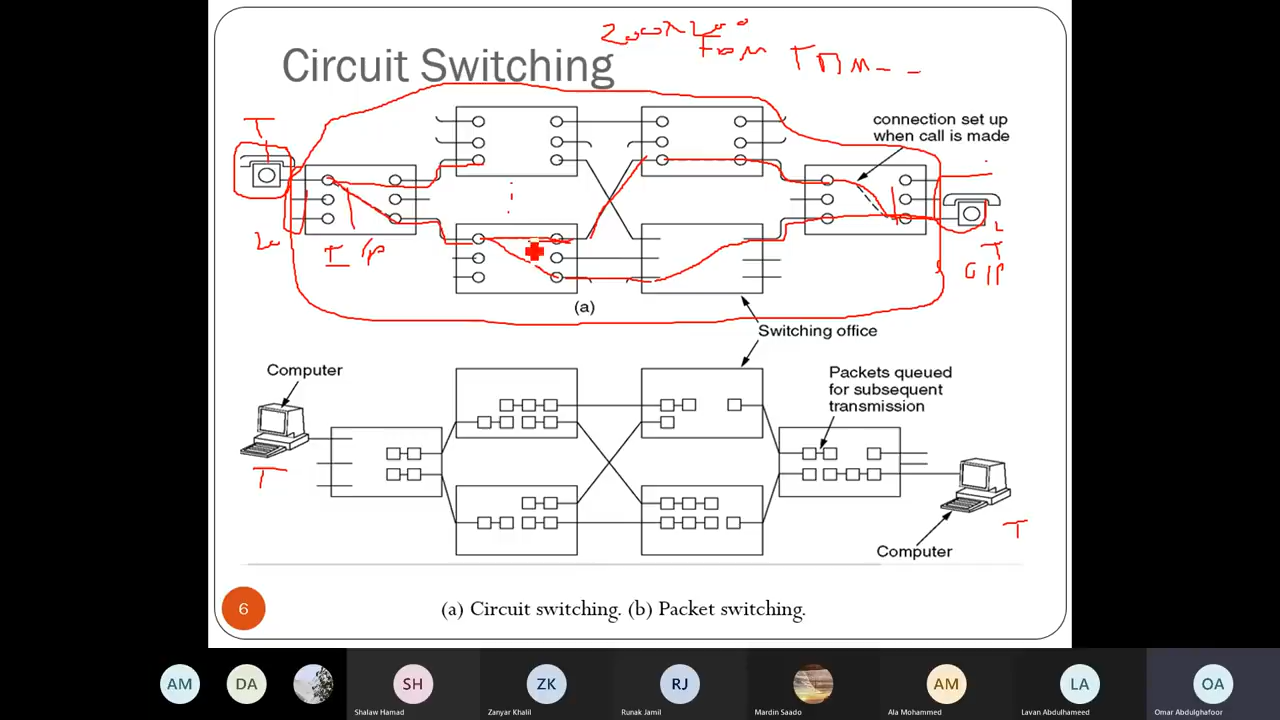 Circuit Switching
T
connection set up
when call is made
I I/p
T
O/P
(a)
Switching office
Computer
Packets queued
for subsequent
transmission
T
T
Computer
6
(a) Circuit switching. (b) Packet switching.
AM
DA
SH
ZK
RJ
AM
LA
OA
Shalaw Hamad
Zanyar Khalil
Runak Jamil
Mardin Saado
Ala Mohammed
Lavan Abdulhameed
Omar Abdulghafoor